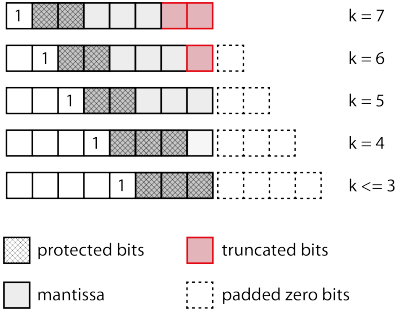 1 k = 7
1 k = 6
1 k = 5
1 k = 4
1 k <= 3
protected bits truncated bits
mantissa padded zero bits